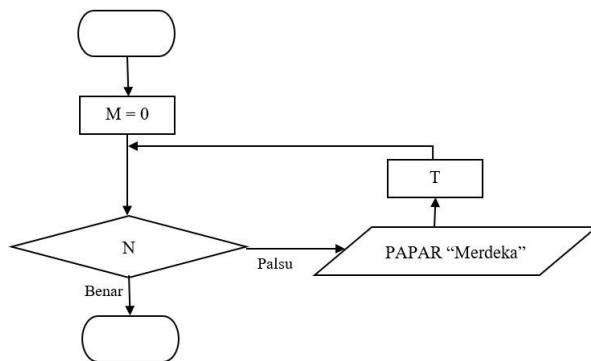 M = 0
T
N
PAPAR “Merdeka”
Palsu
Benar